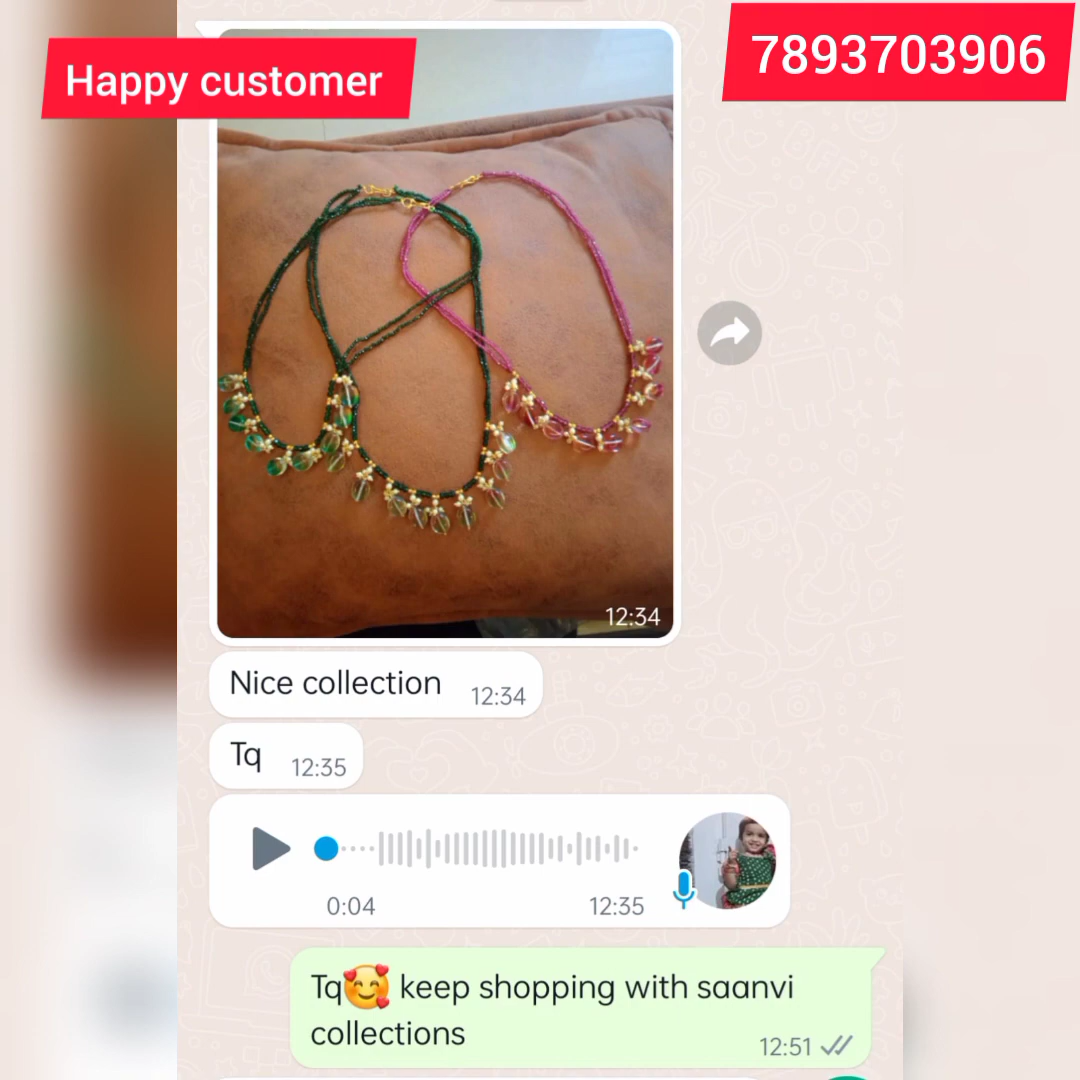 Happy customer
7893703906
12:34
Nice collection 12:34
Tq 12:35
0:04 12:35
Tq🥰 keep shopping with saanvi
collections 12:51